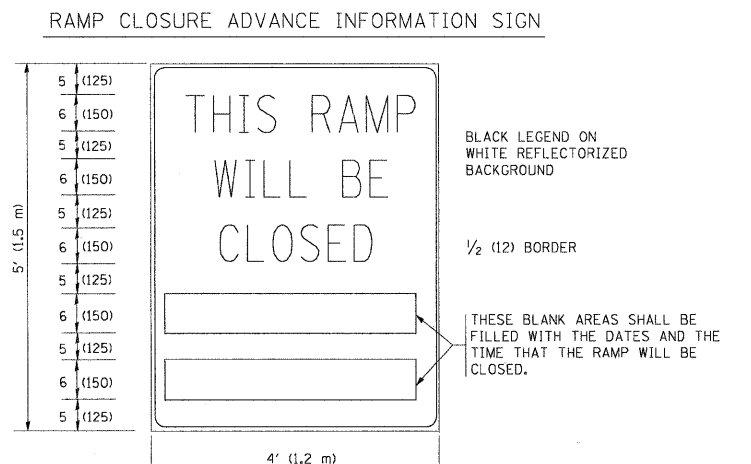 RAMP CLOSURE ADVANCE INFORMATION SIGN
5 (125)
6 (150)
5 (125)
6 (150)
5 (125)
6 (150)
5 (125)
6 (150)
5 (125)
6 (150)
5 (125)
5' (1.5 m)
THIS RAMP
WILL BE
CLOSED
4' (1.2 m)
BLACK LEGEND ON
WHITE REFLECTORIZED
BACKGROUND
1/2 (12) BORDER
THESE BLANK AREAS SHALL BE
FILLED WITH THE DATES AND THE
TIME THAT THE RAMP WILL BE
CLOSED.